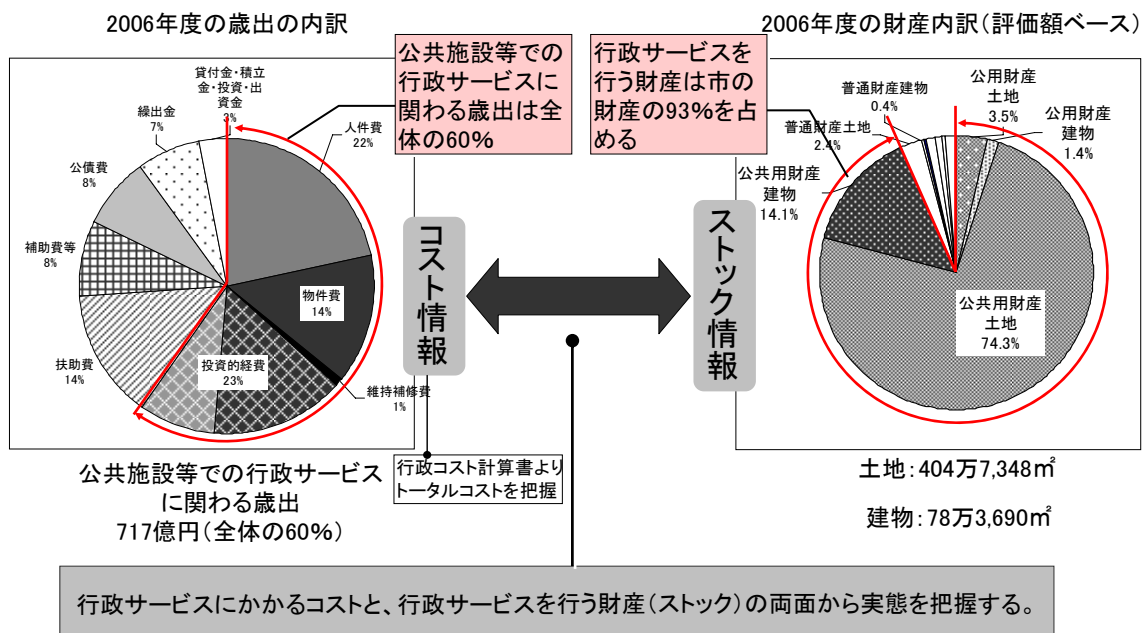 2006年度の歳出の内訳
貸付金・積立
金・投資・出
資金
3%
繰出金
7%
公債費
8%
補助費等
8%
扶助費
14%
人件費
22%
物件費
14%
投資的経費
23%
維持補修費
1%
公共施設等での
行政サービスに
関わる歳出は全
体の60%
公共施設等での行政サービス
に関わる歳出
717億円(全体の60%)
コスト情報
行政コスト計算書より
トータルコストを把握
2006年度の財産内訳(評価額ベース)
行政サービスを
行う財産は市の
財産の93%を占
める
普通財産建物
0.4%
普通財産土地
2.4%
公共用財産
建物
14.1%
公用財産
土地
3.5%
公用財産
建物
1.4%
公共用財産
土地
74.3%
ストック情報
土地:404万7,348㎡
建物:78万3,690㎡
行政サービスにかかるコストと、行政サービスを行う財産(ストック)の両面から実態を把握する。